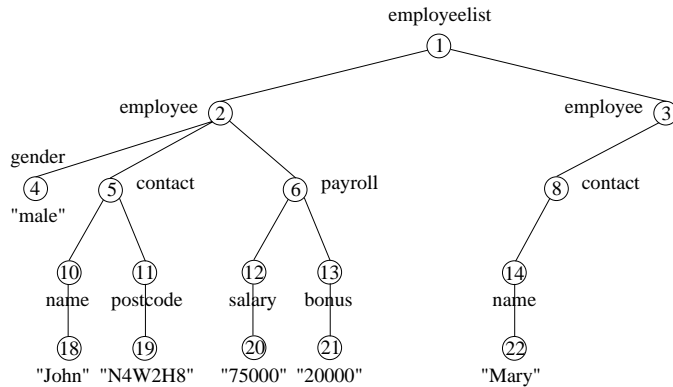 employeelist
1
employee
employee
2
3
gender
contact
payroll
contact
4
5
6
8
"male"
10
11
12
13
14
name
postcode
salary
bonus
name
18
19
20
21
22
"John"
"N4W2H8"
"75000"
"20000"
"Mary"